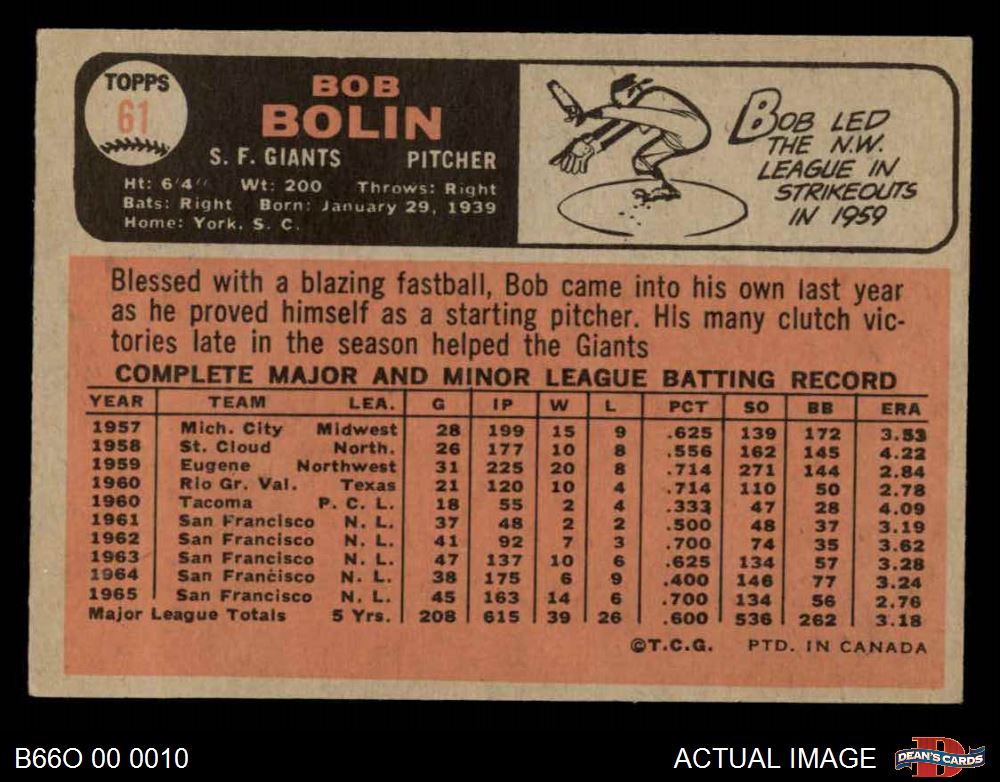 TOPPS
61
BOB
BOLIN
S. F. GIANTS PITCHER
Ht: 6'4" Wt: 200 Throws: Right
Bats: Right Born: January 29, 1939
Home: York, S. C.
BOB LED
THE N.W.
LEAGUE IN
STRIKEOUTS
IN 1959
Blessed with a blazing fastball, Bob came into his own last year
as he proved himself as a starting pitcher. His many clutch vic-
tories late in the season helped the Giants
COMPLETE MAJOR AND MINOR LEAGUE BATTING RECORD
YEAR TEAM LEA. G IP W L PCT SO BB ERA
1957 Mich. City Midwest 28 199 15 9 .625 139 172 3.53
1958 St. Cloud North. 26 177 10 8 .556 162 145 4.22
1959 Eugene Northwest 31 225 20 8 .714 271 144 2.84
1960 Rio Gr. Val. Texas 21 120 10 4 .714 110 50 2.78
1960 Tacoma P. C. L. 18 55 2 4 .333 47 28 4.09
1961 San Francisco N. L. 37 48 2 2 .500 48 37 3.19
1962 San Francisco N. L. 41 92 7 3 .700 74 35 3.62
1963 San Francisco N. L. 47 137 10 6 .625 134 57 3.28
1964 San Francisco N. L. 38 175 6 9 .400 146 77 3.24
1965 San Francisco N. L. 45 163 14 6 .700 134 56 2.76
Major League Totals 5 Yrs. 208 615 39 26 .600 536 262 3.18
©T.C.G. PTD. IN CANADA
B66O 00 0010
ACTUAL IMAGE
D
DEAN'S CARDS